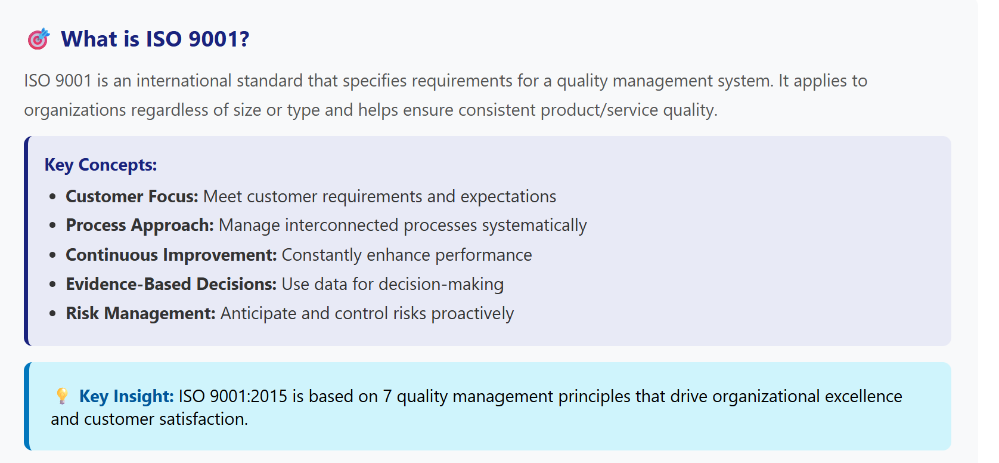 What is ISO 9001?
ISO 9001 is an international standard that specifies requirements for a quality management system. It applies to
organizations regardless of size or type and helps ensure consistent product/service quality.
Key Concepts:
• Customer Focus: Meet customer requirements and expectations
• Process Approach: Manage interconnected processes systematically
• Continuous Improvement: Constantly enhance performance
• Evidence-Based Decisions: Use data for decision-making
• Risk Management: Anticipate and control risks proactively
Key Insight: ISO 9001:2015 is based on 7 quality management principles that drive organizational excellence
and customer satisfaction.